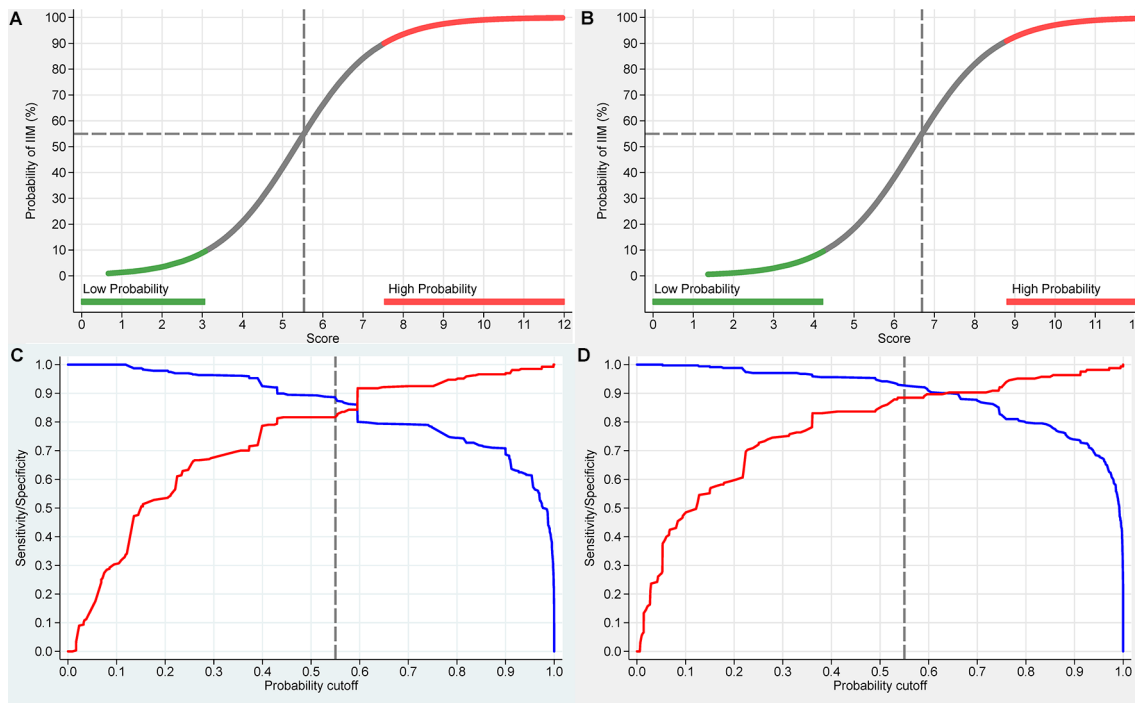 A
Probability of IIM (%)
100
90
80
70
60
50
40
30
20
10
0
Low Probability
High Probability
0 1 2 3 4 5 6 7 8 9 10 11 12
Score
B
Probability of IIM (%)
100
90
80
70
60
50
40
30
20
10
0
Low Probability
High Probability
0 1 2 3 4 5 6 7 8 9 10 11
Score
C
Sensitivity/Specificity
1.0
0.9
0.8
0.7
0.6
0.5
0.4
0.3
0.2
0.1
0.0
0.0 0.1 0.2 0.3 0.4 0.5 0.6 0.7 0.8 0.9 1.0
Probability cutoff
D
Sensitivity/Specificity
1.0
0.9
0.8
0.7
0.6
0.5
0.4
0.3
0.2
0.1
0.0
0.0 0.1 0.2 0.3 0.4 0.5 0.6 0.7 0.8 0.9 1.0
Probability cutoff